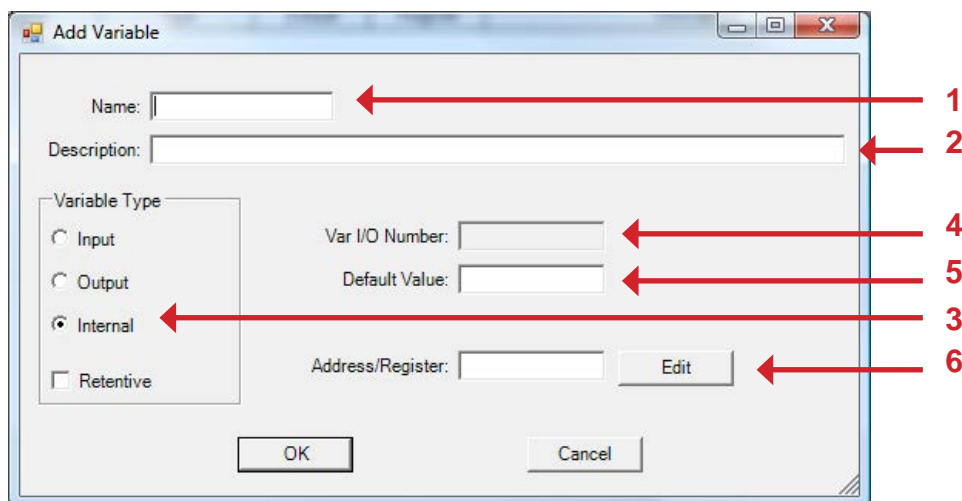 Add Variable
Name:
1
Description:
2
Variable Type
Input
Var I/O Number:
4
Output
Default Value:
5
Internal
3
Retentive
Address/Register:
Edit
6
OK
Cancel